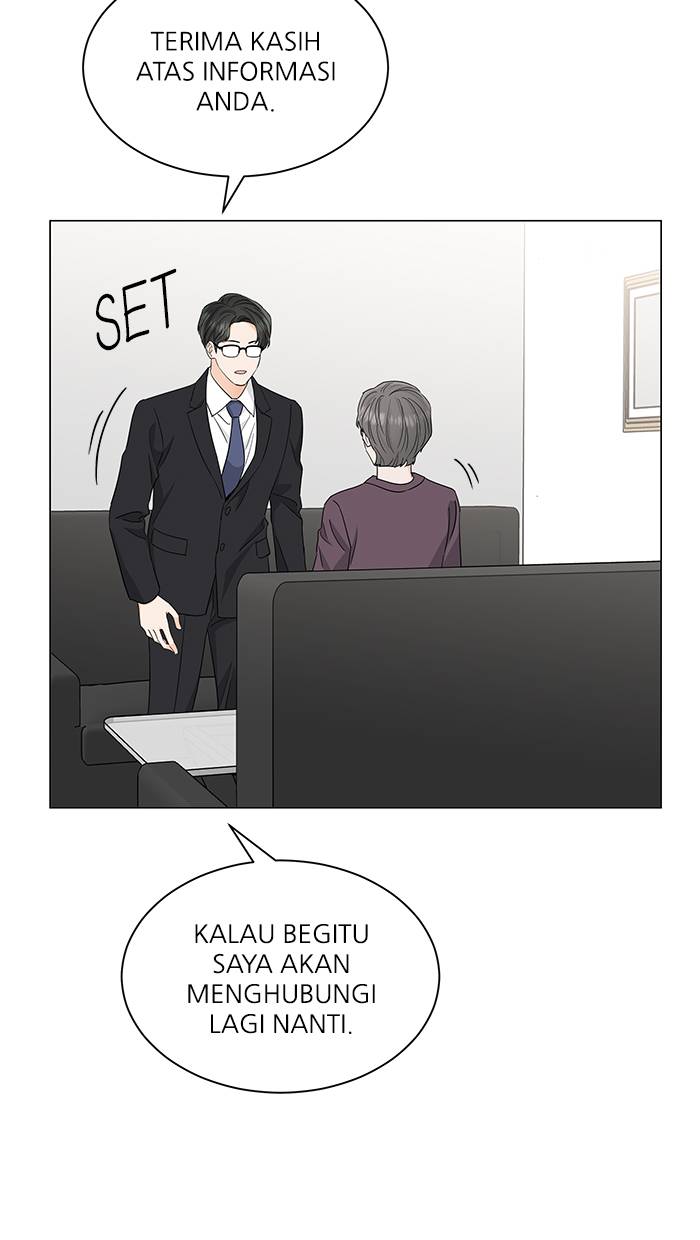 TERIMA KASIH
ATAS INFORMASI
ANDA.
SET
KALAU BEGITU
SAYA AKAN
MENGHUBUNGI
LAGI NANTI.